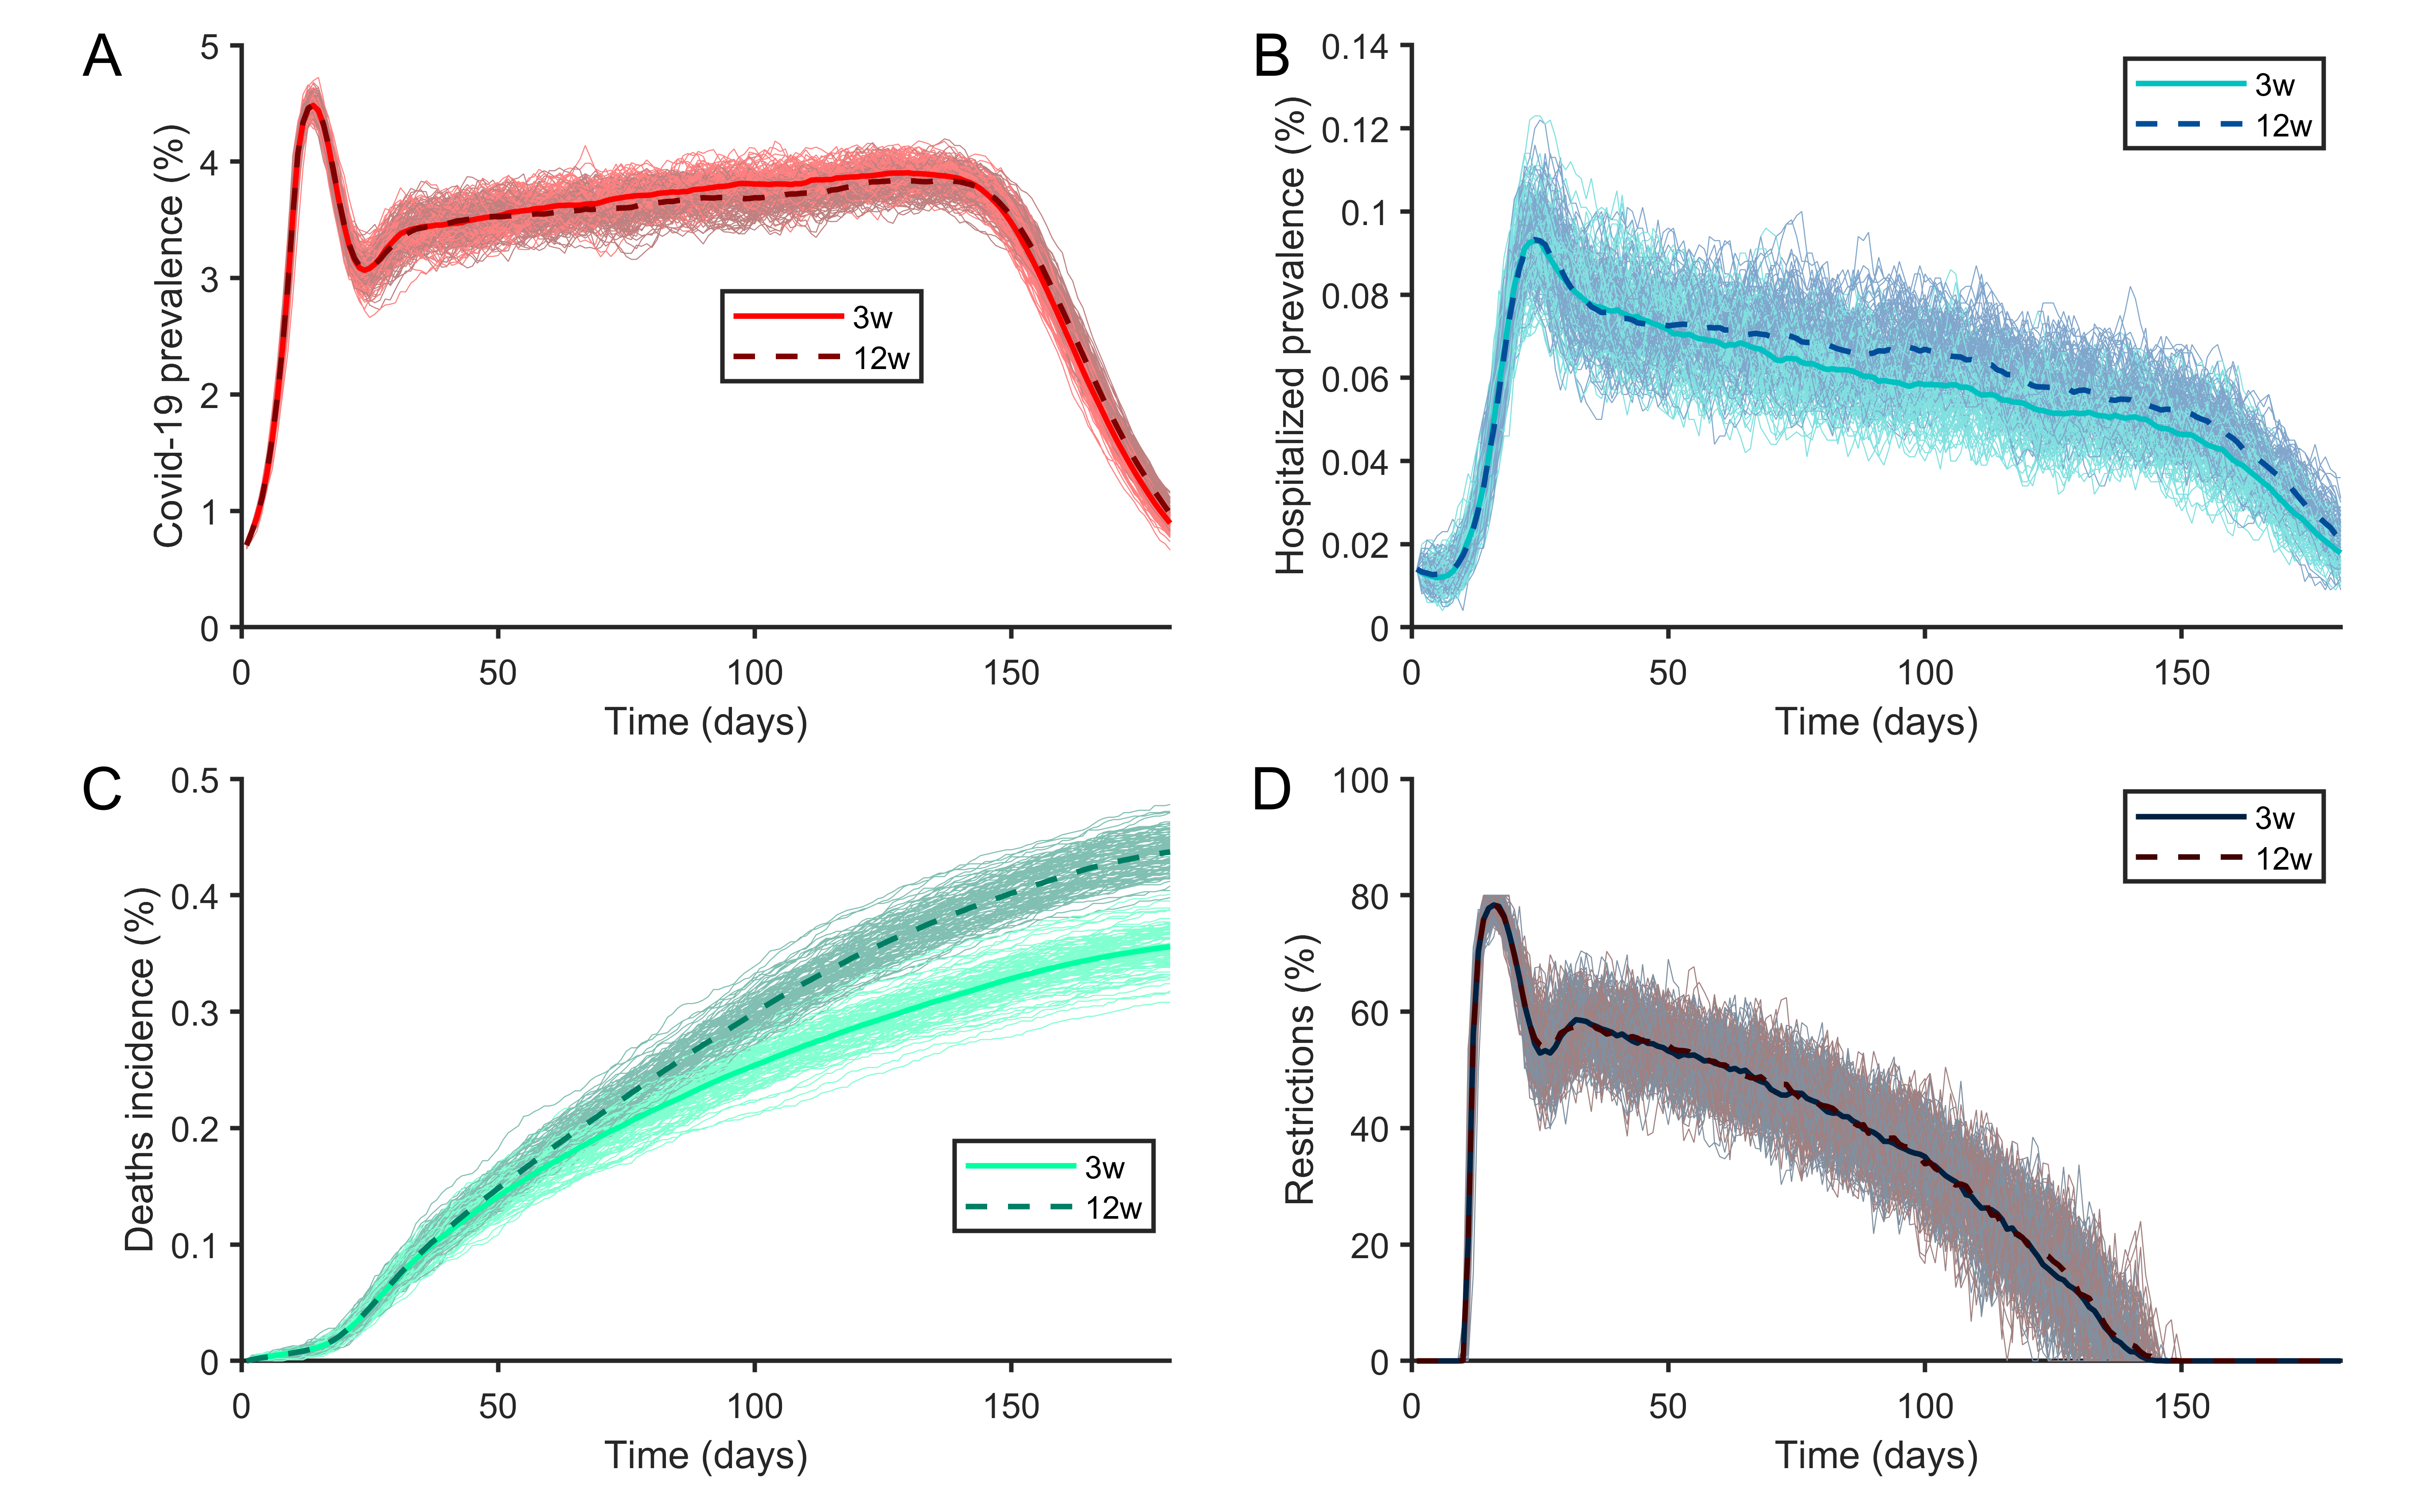 A
Covid-19 prevalence (%)
5
4
3
2
1
0
0 50 100 150
Time (days)
3w
12w
B
Hospitalized prevalence (%)
0.14
0.12
0.1
0.08
0.06
0.04
0.02
0
0 50 100 150
Time (days)
3w
12w
C
Deaths incidence (%)
0.5
0.4
0.3
0.2
0.1
0
0 50 100 150
Time (days)
3w
12w
D
Restrictions (%)
100
80
60
40
20
0
0 50 100 150
Time (days)
3w
12w